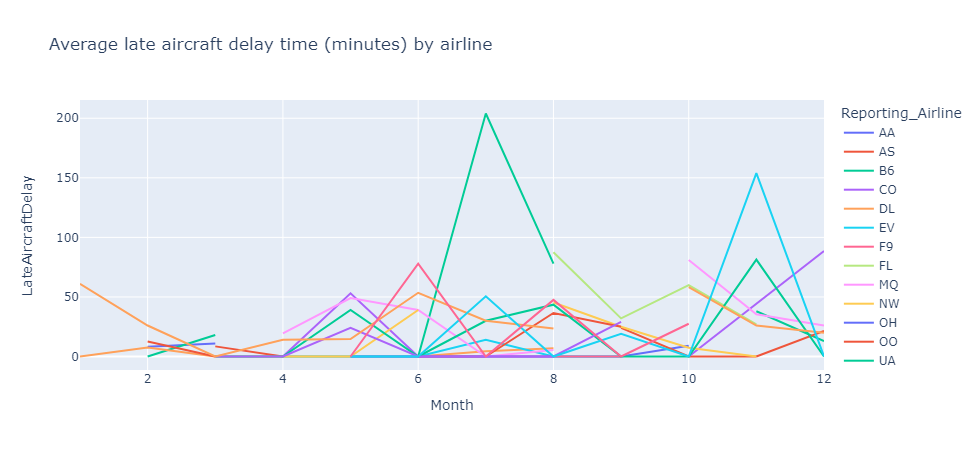 Average late aircraft delay time (minutes) by airline
Reporting_Airline
AA
AS
B6
CO
DL
EV
F9
FL
MQ
NW
OH
OO
UA
LateAircraftDelay
200
150
100
50
0
2 4 6 8 10 12
Month